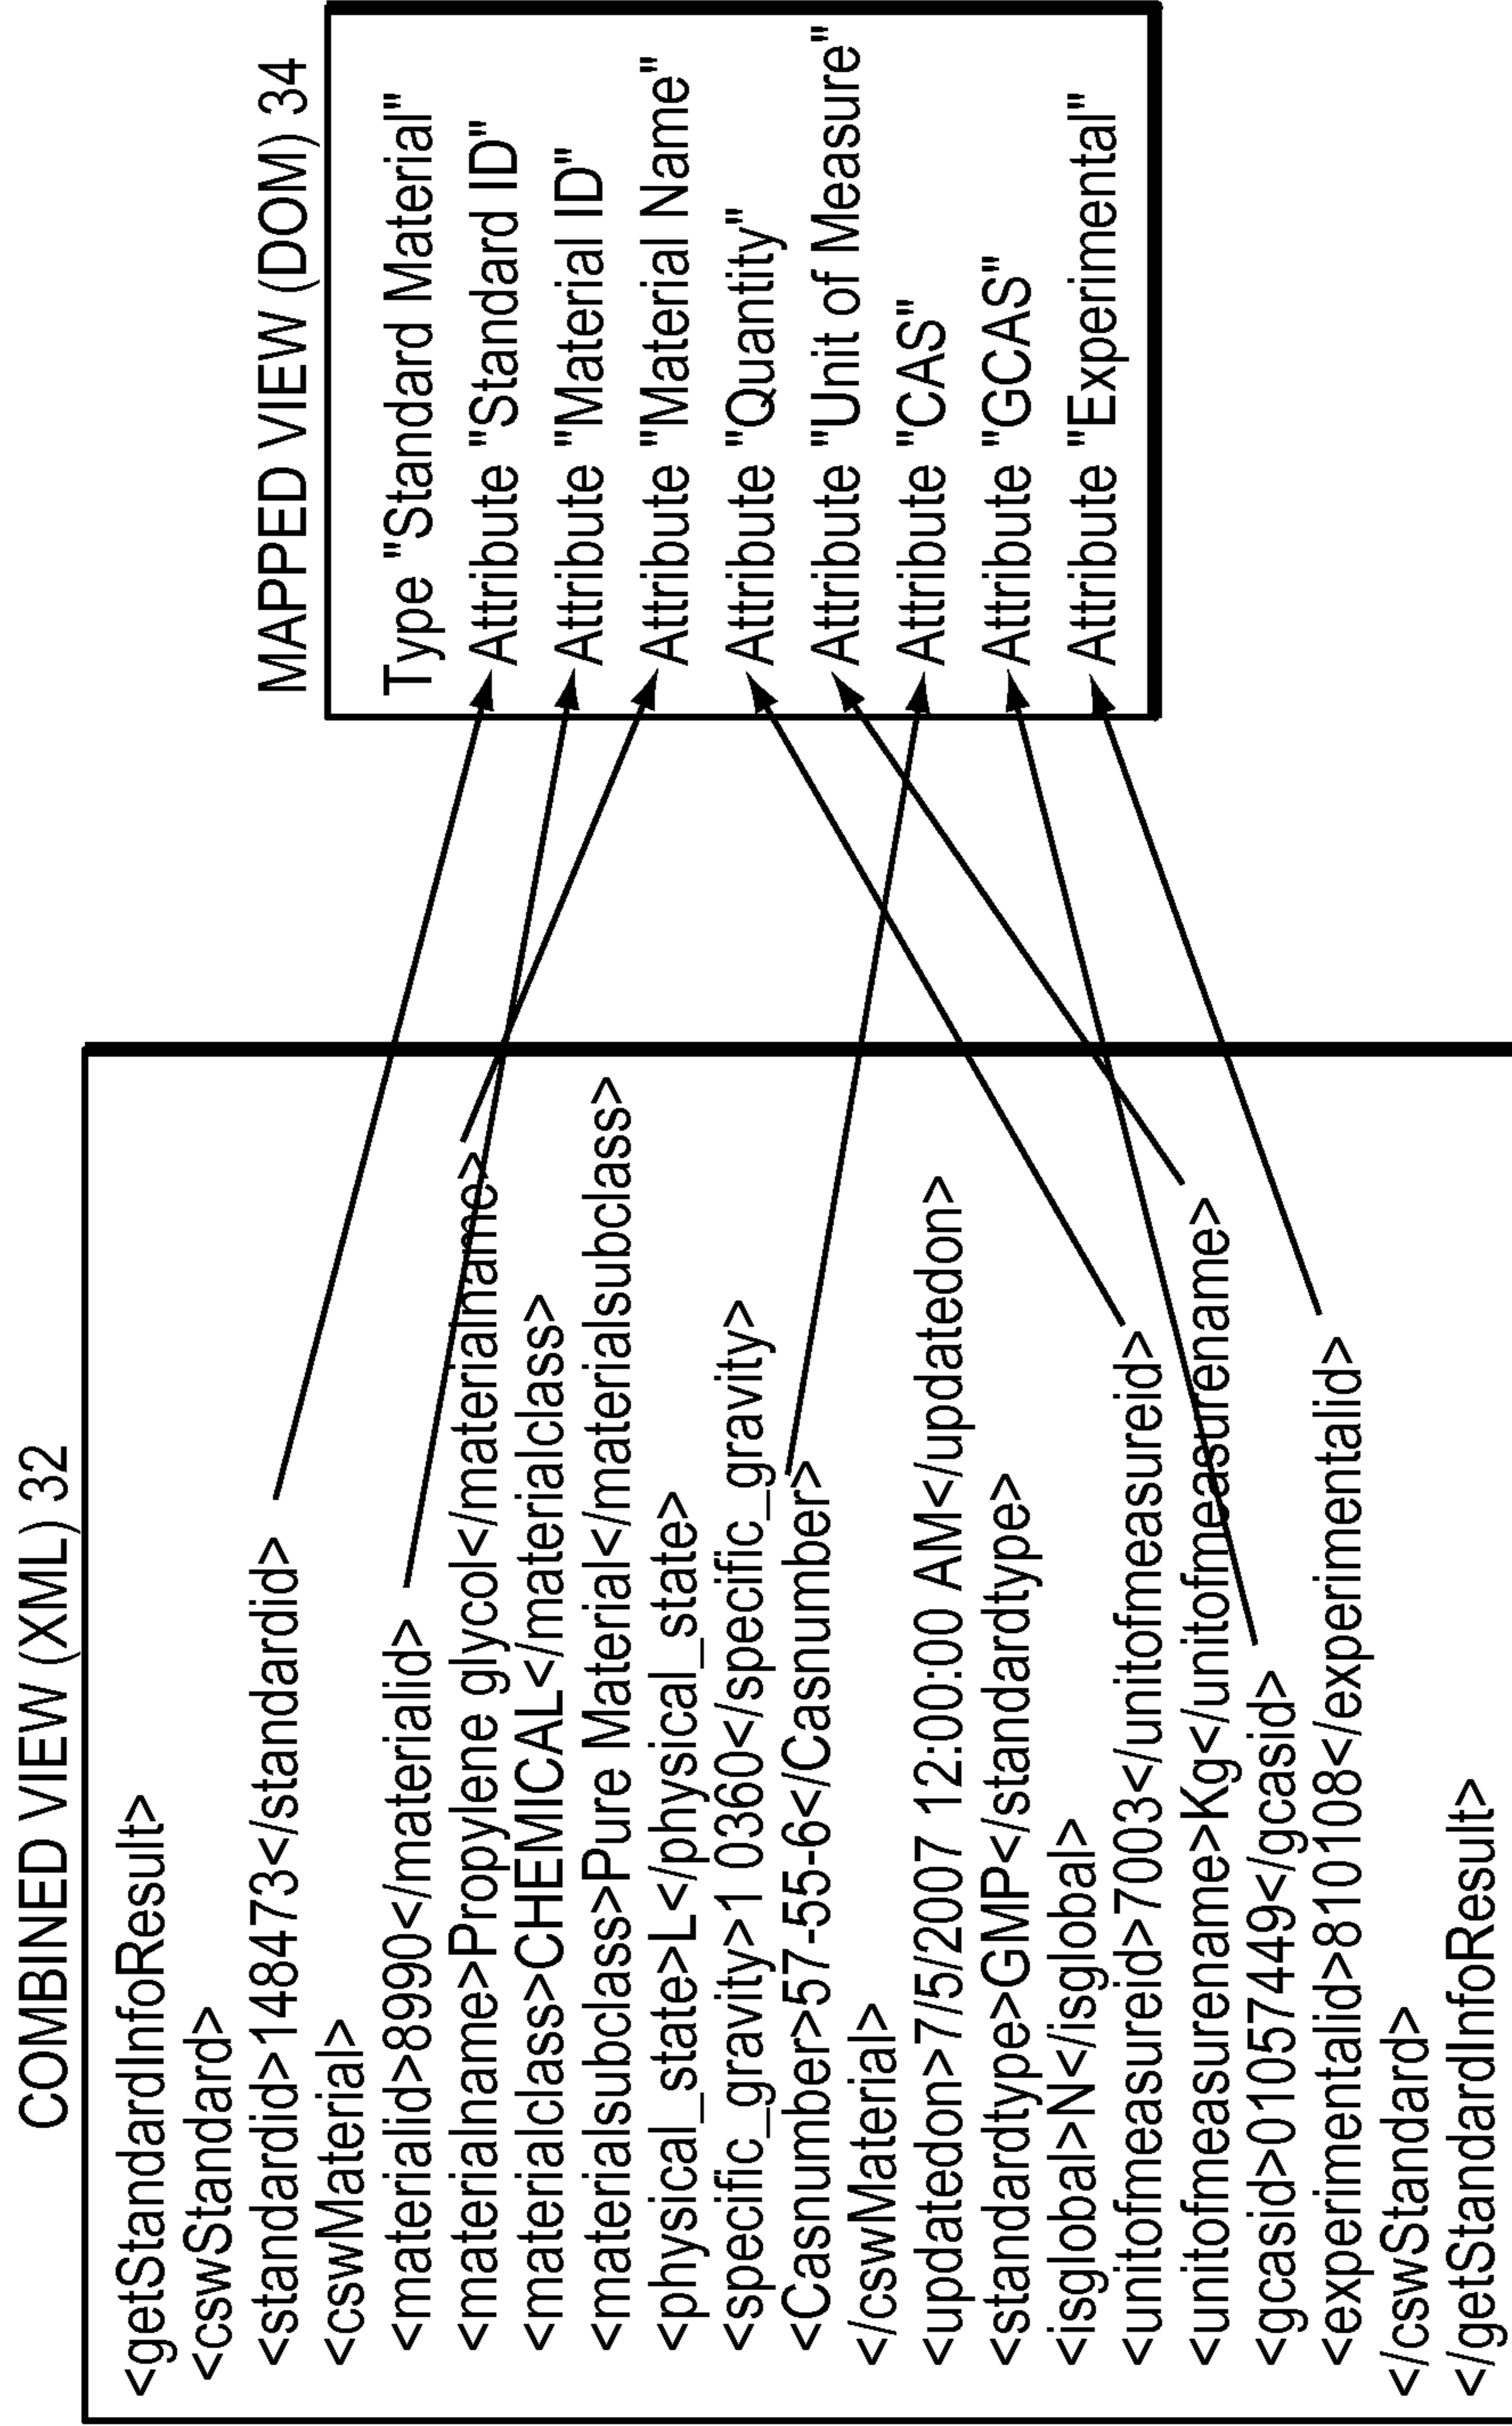 COMBINED VIEW (XML) 32
<getStandardInfoResult>
<cswStandard>
<standardid>148473</standardid>
<cswMaterial>
<materialid>8990</materialid>
<materialname>Propylene glycol</materialname>
<materialclass>CHEMICAL</materialclass>
<materialsubclass>Pure Material</materialsubclass>
<physical_state>L</physical_state>
<specific_gravity>1 0360</specific_gravity>
<Casnumber>57-55-6</Casnumber>
</cswMaterial>
<updatedon>7/5/2007 12:00:00 AM</updatedon>
<standardtype>GMP</standardtype>
<isglobal>N</isglobal>
<unitofmeasureid>7003</unitofmeasureid>
<unitofmeasurename>Kg</unitofmeasurename>
<gcasid>01057449</gcasid>
<experimentalid>810108</experimentalid>
</cswStandard>
</getStandardInfoResult>
MAPPED VIEW (DOM) 34
Type "Standard Material"
Attribute "Standard ID"
Attribute "Material ID"
Attribute "Material Name"
Attribute "Quantity"
Attribute "Unit of Measure"
Attribute "CAS"
Attribute "GCAS"
Attribute "Experimental"